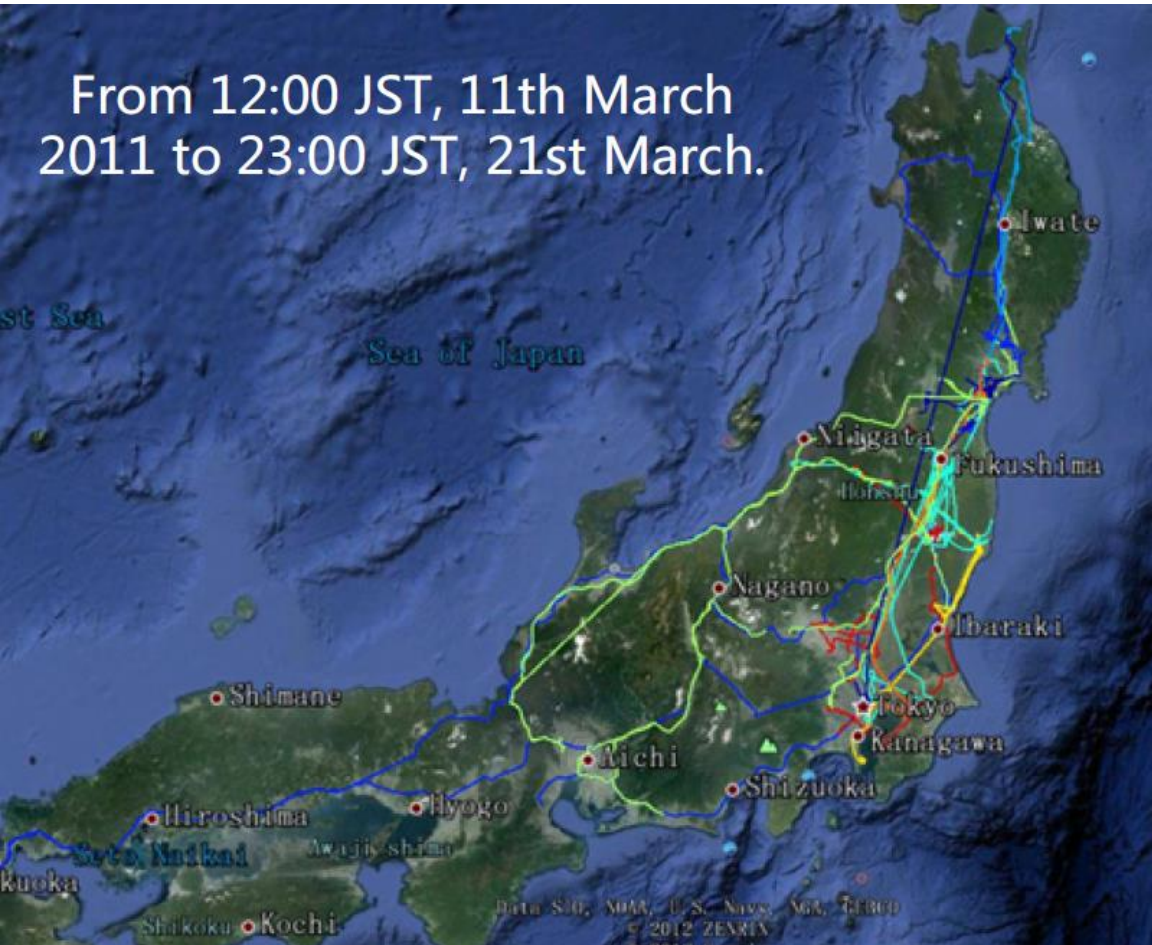 From 12:00 JST, 11th March
2011 to 23:00 JST, 21st March.
Iwate
st Sea
Sea of Japan
Niigata
Fukushima
Honshu
Nagano
Ibaraki
Shimane
Tokyo
Kanagawa
Aichi
Shizuoka
Hiroshima
Hyogo
Seto Naikai
Awaji shima
kuoka
Shikoku
Kochi
Data SIO, NOAA, U.S. Navy, NGA, GEBCO
© 2012 ZENRIN